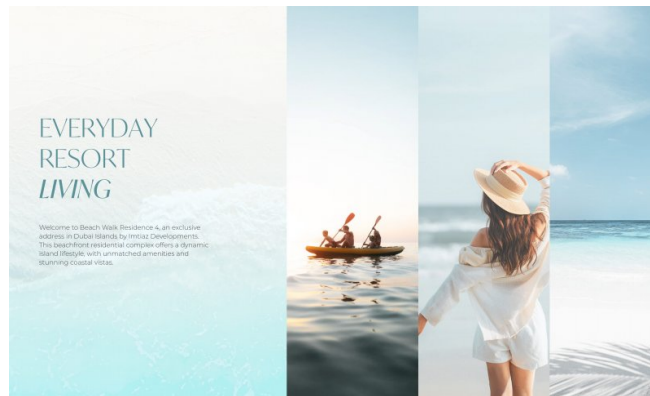 EVERYDAY
RESORT
LIVING
Welcome to Beach Walk Residence 4, an exclusive
address in Dubai Islands by Imtiaz Developments.
This beachfront residential complex offers a dynamic
island lifestyle, with unmatched amenities and
stunning coastal vistas.